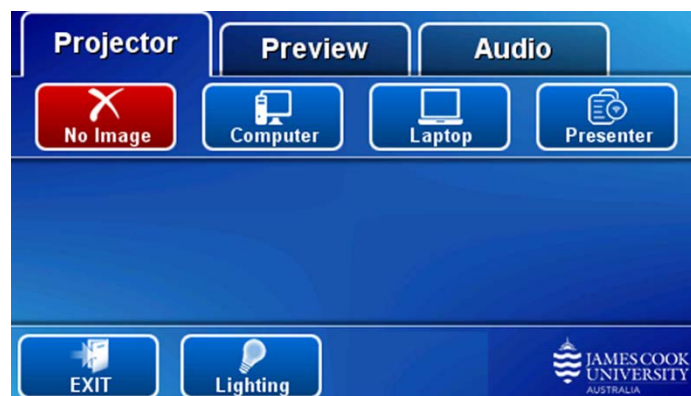 Projector
Preview
Audio
No Image
Computer
Laptop
Presenter
EXIT
Lighting
JAMES COOK
UNIVERSITY
AUSTRALIA